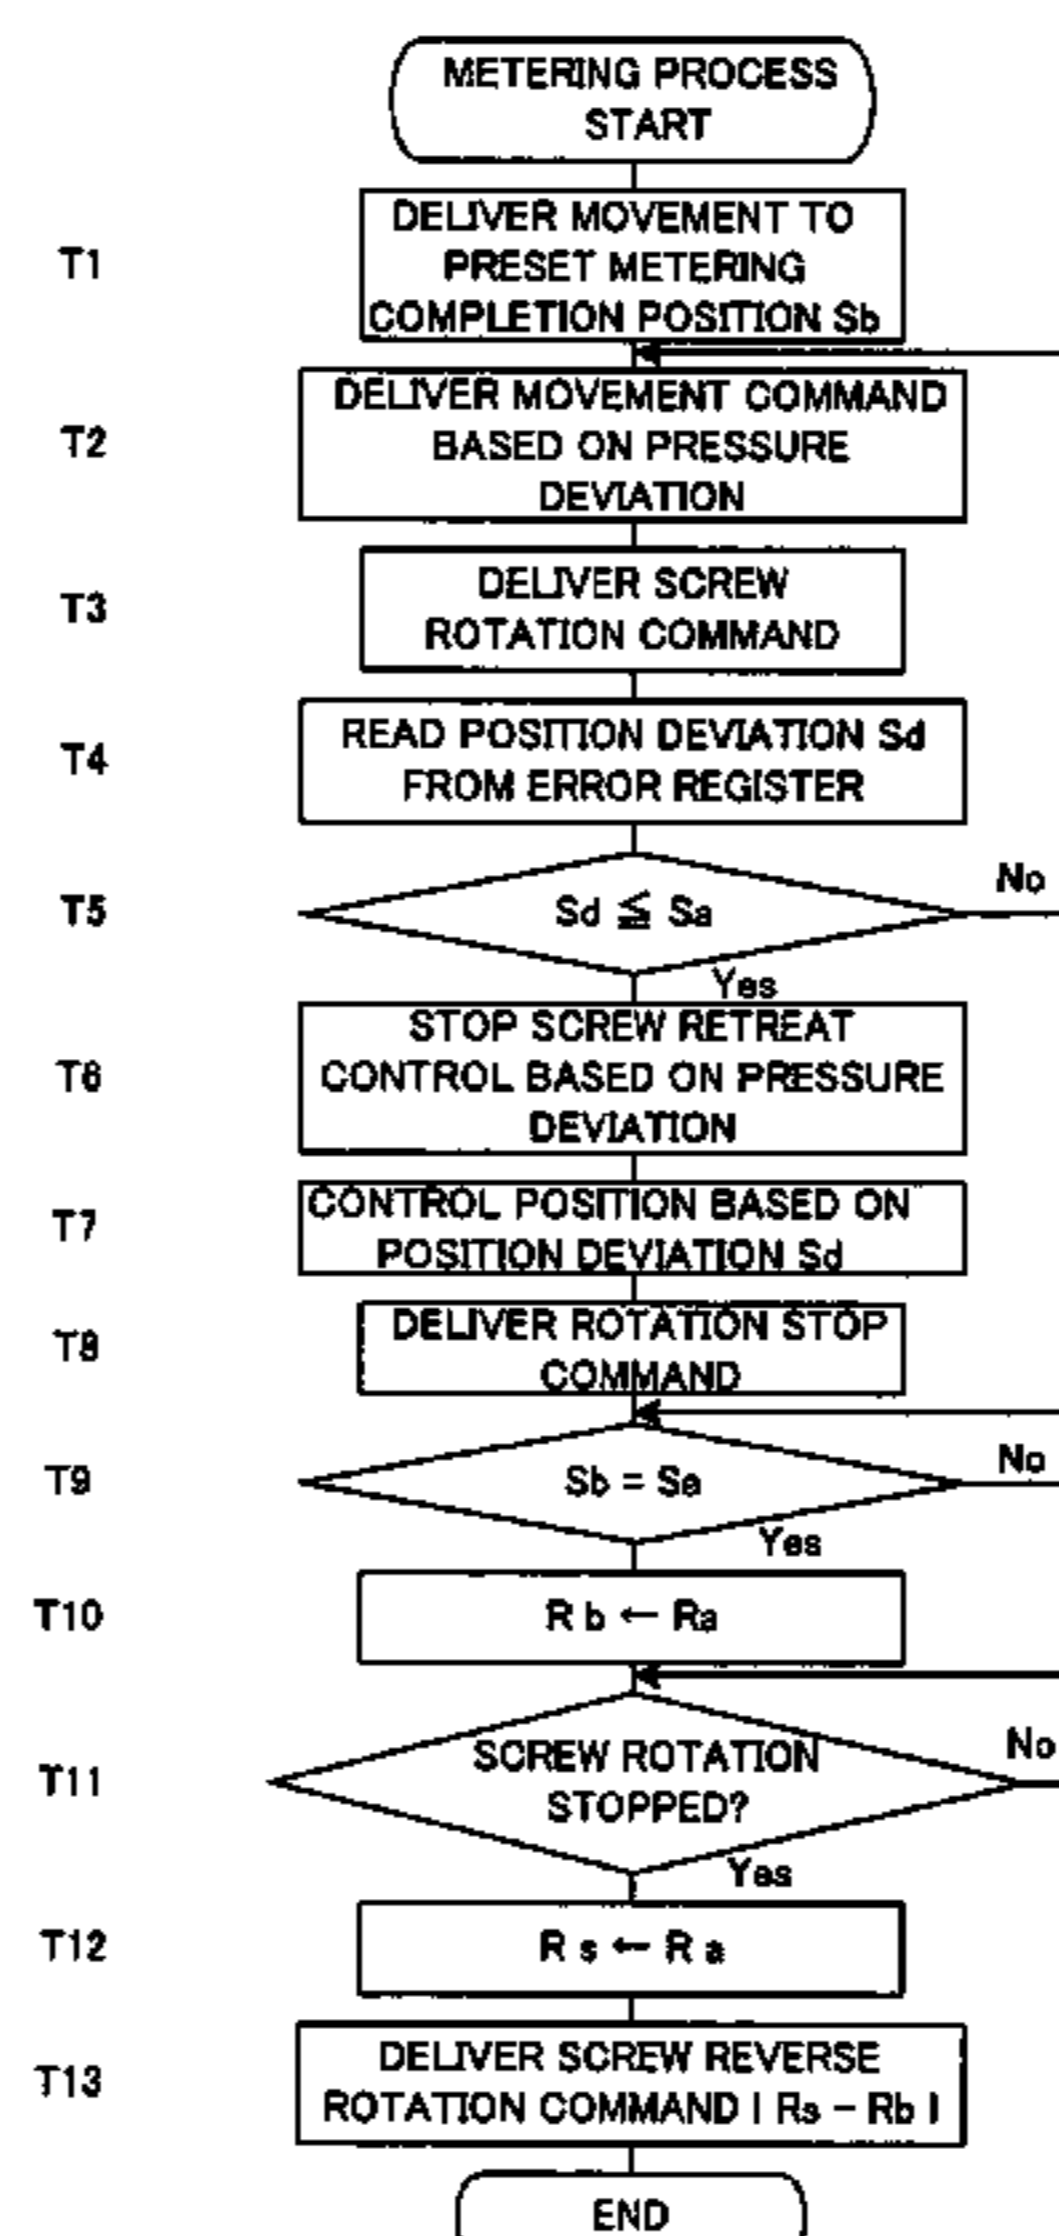 METERING PROCESS
START
T1
DELIVER MOVEMENT TO
PRESET METERING
COMPLETION POSITION Sb
T2
DELIVER MOVEMENT COMMAND
BASED ON PRESSURE
DEVIATION
T3
DELIVER SCREW
ROTATION COMMAND
T4
READ POSITION DEVIATION Sd
FROM ERROR REGISTER
T5
Sd ≦ Sa
No
Yes
T6
STOP SCREW RETREAT
CONTROL BASED ON PRESSURE
DEVIATION
T7
CONTROL POSITION BASED ON
POSITION DEVIATION Sd
T8
DELIVER ROTATION STOP
COMMAND
T9
Sb = Sa
No
Yes
T10
R b ← Ra
T11
SCREW ROTATION
STOPPED?
No
Yes
T12
R s ← R a
T13
DELIVER SCREW REVERSE
ROTATION COMMAND | Rs − Rb |
END